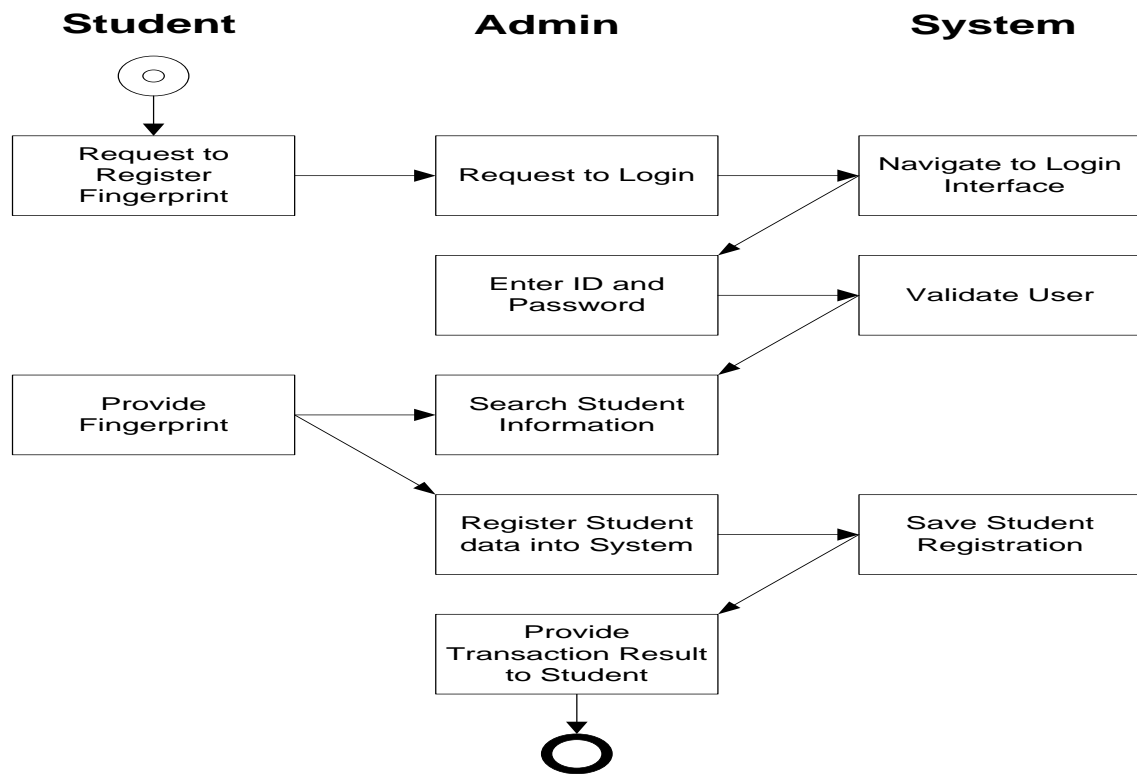 Student
Admin
System
Request to
Register
Fingerprint
Request to Login
Navigate to Login
Interface
Enter ID and
Password
Validate User
Provide
Fingerprint
Search Student
Information
Register Student
data into System
Save Student
Registration
Provide
Transaction Result
to Student